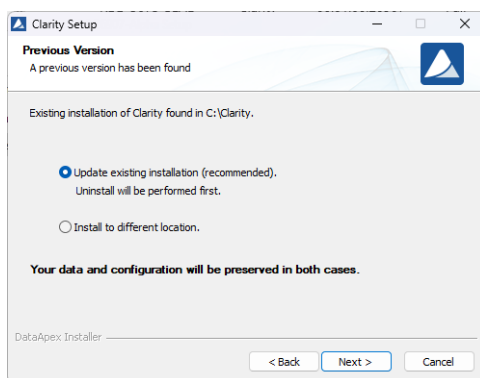 Clarity Setup
Previous Version
A previous version has been found
Existing installation of Clarity found in C:\Clarity.
Update existing installation (recommended).
Uninstall will be performed first.
Install to different location.
Your data and configuration will be preserved in both cases.
DataApex Installer
< Back
Next >
Cancel